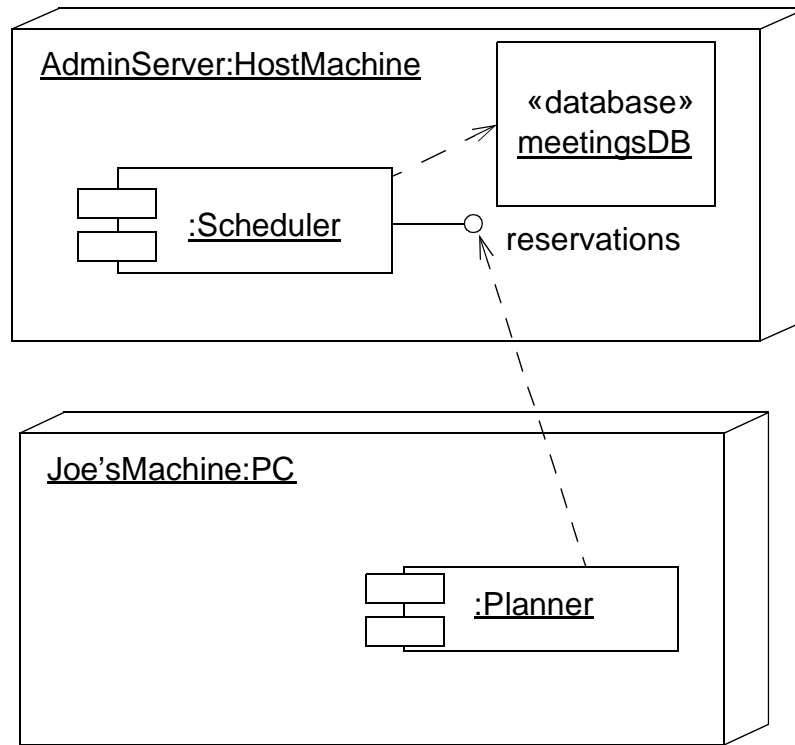 AdminServer:HostMachine
«database»
meetingsDB
:Scheduler
reservations
Joe’sMachine:PC
:Planner